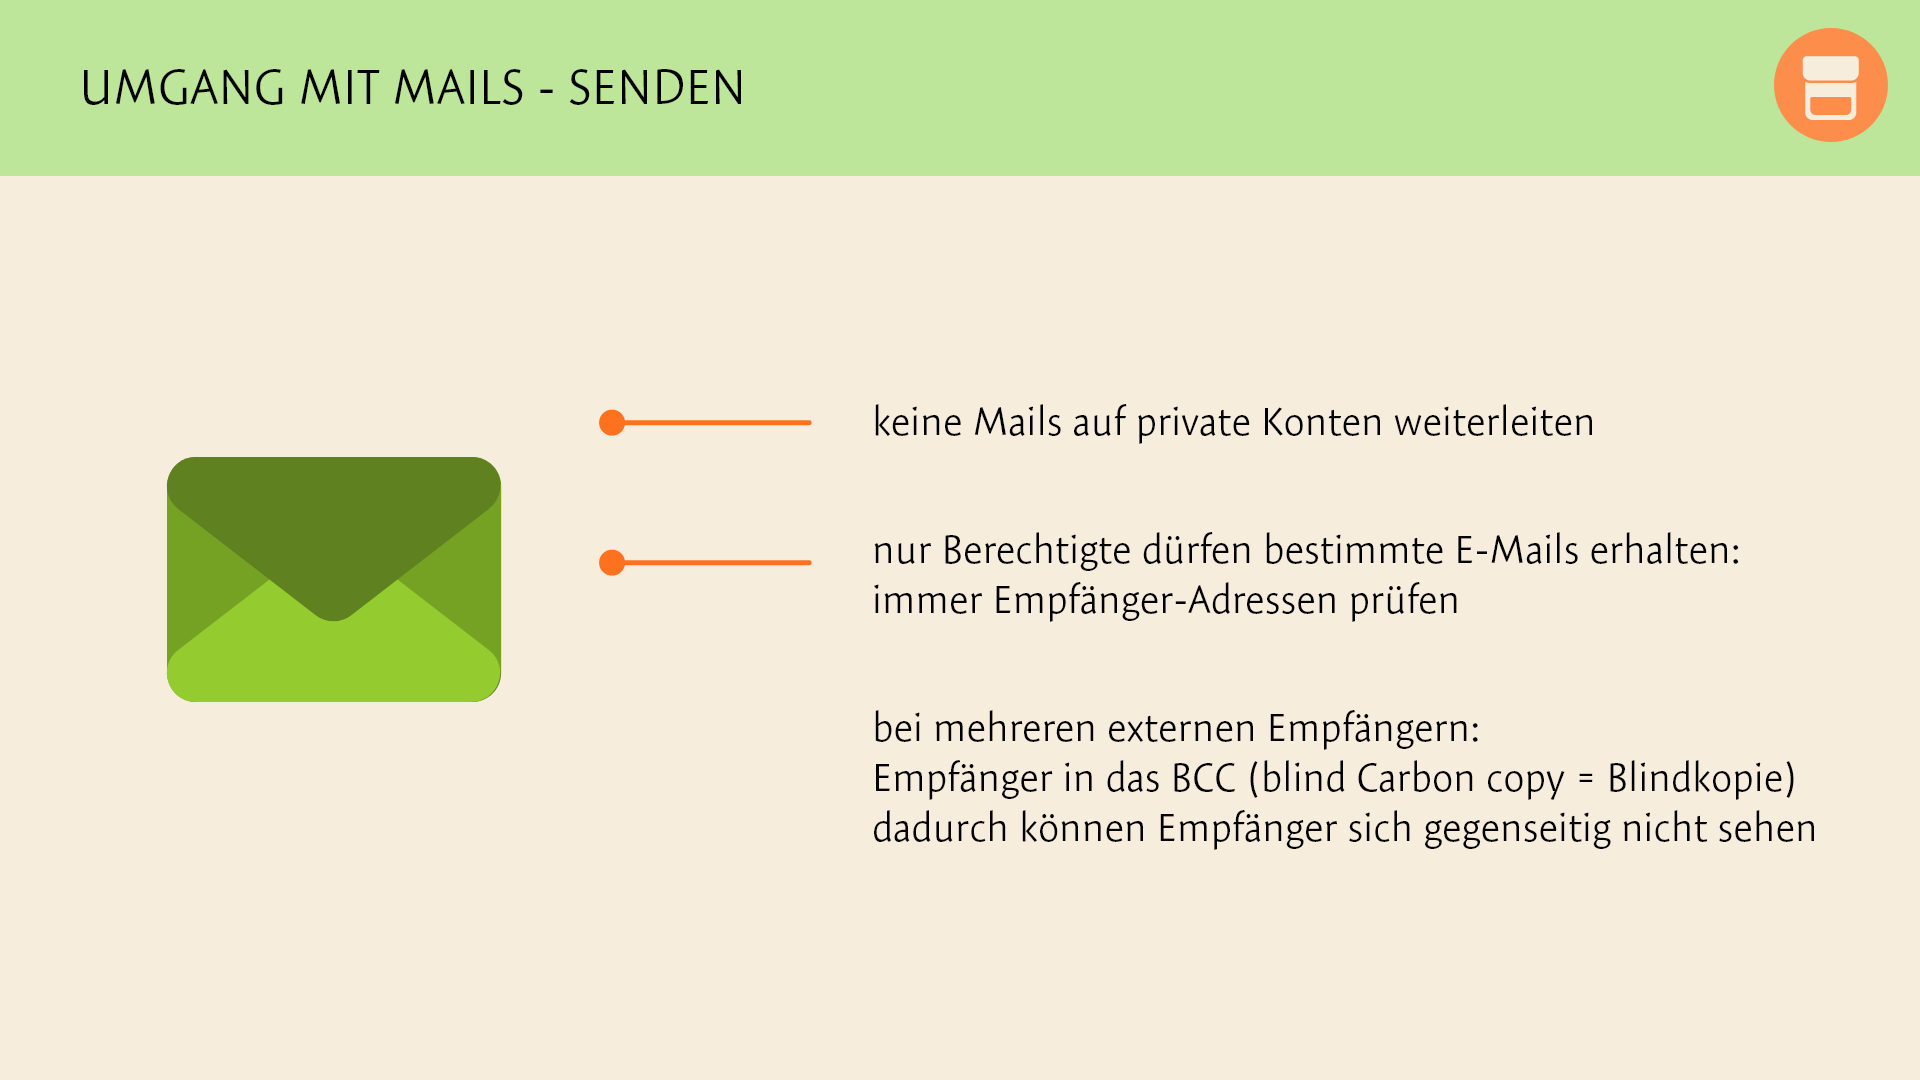 UMGANG MIT MAILS - SENDEN
keine Mails auf private Konten weiterleiten
nur Berechtigte dürfen bestimmte E-Mails erhalten:
immer Empfänger-Adressen prüfen
bei mehreren externen Empfängern:
Empfänger in das BCC (blind Carbon copy = Blindkopie)
dadurch können Empfänger sich gegenseitig nicht sehen